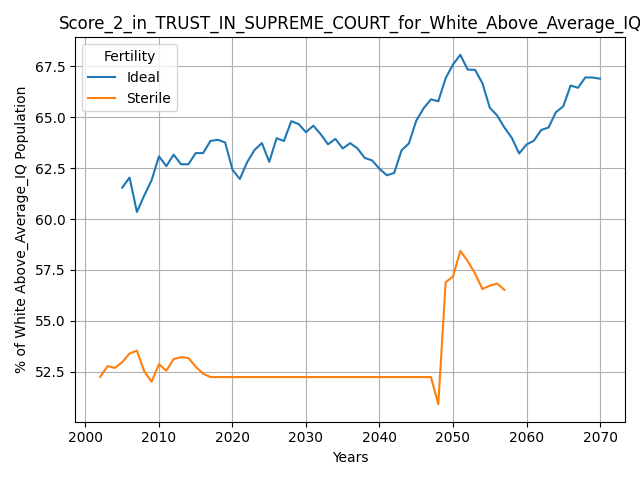 Score_2_in_TRUST_IN_SUPREME_COURT_for_White_Above_Average_IQ
Fertility
Ideal
Sterile
% of White Above_Average_IQ Population
67.5
65.0
62.5
60.0
57.5
55.0
52.5
2000 2010 2020 2030 2040 2050 2060 2070
Years